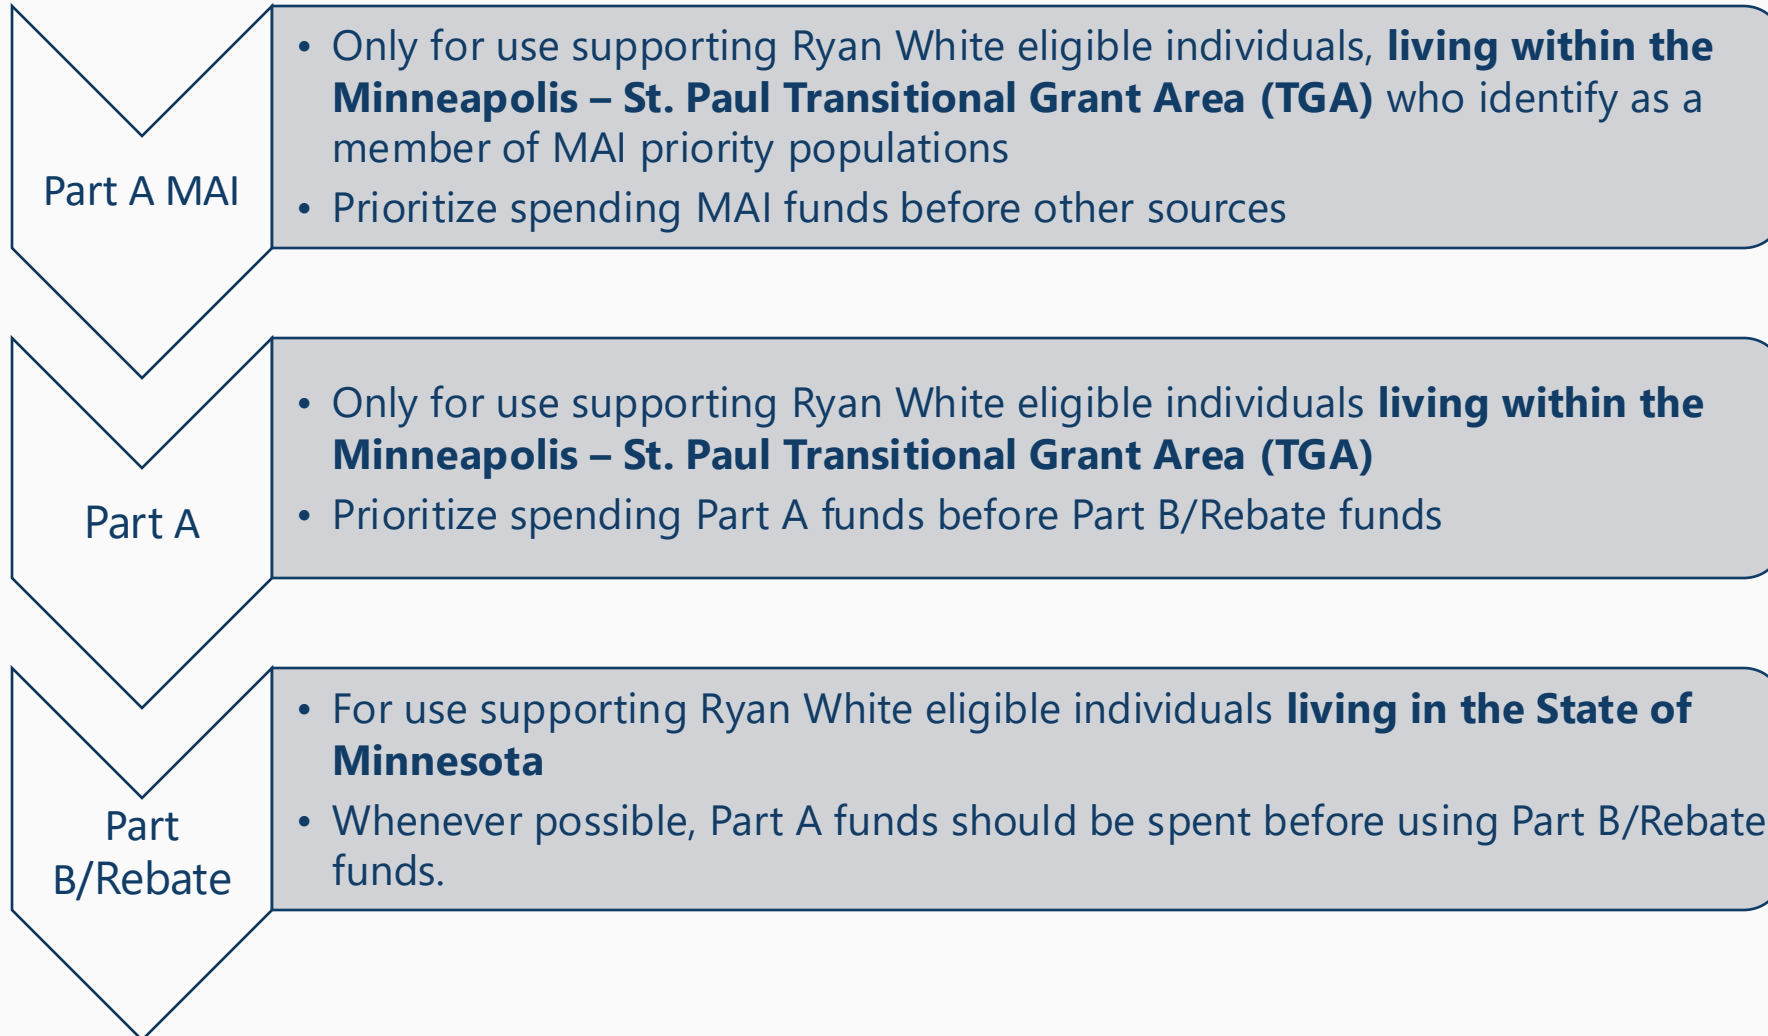 Part A MAI
• Only for use supporting Ryan White eligible individuals, living within the
Minneapolis – St. Paul Transitional Grant Area (TGA) who identify as a
member of MAI priority populations
• Prioritize spending MAI funds before other sources
Part A
• Only for use supporting Ryan White eligible individuals living within the
Minneapolis – St. Paul Transitional Grant Area (TGA)
• Prioritize spending Part A funds before Part B/Rebate funds
Part
B/Rebate
• For use supporting Ryan White eligible individuals living in the State of
Minnesota
• Whenever possible, Part A funds should be spent before using Part B/Rebate
funds.